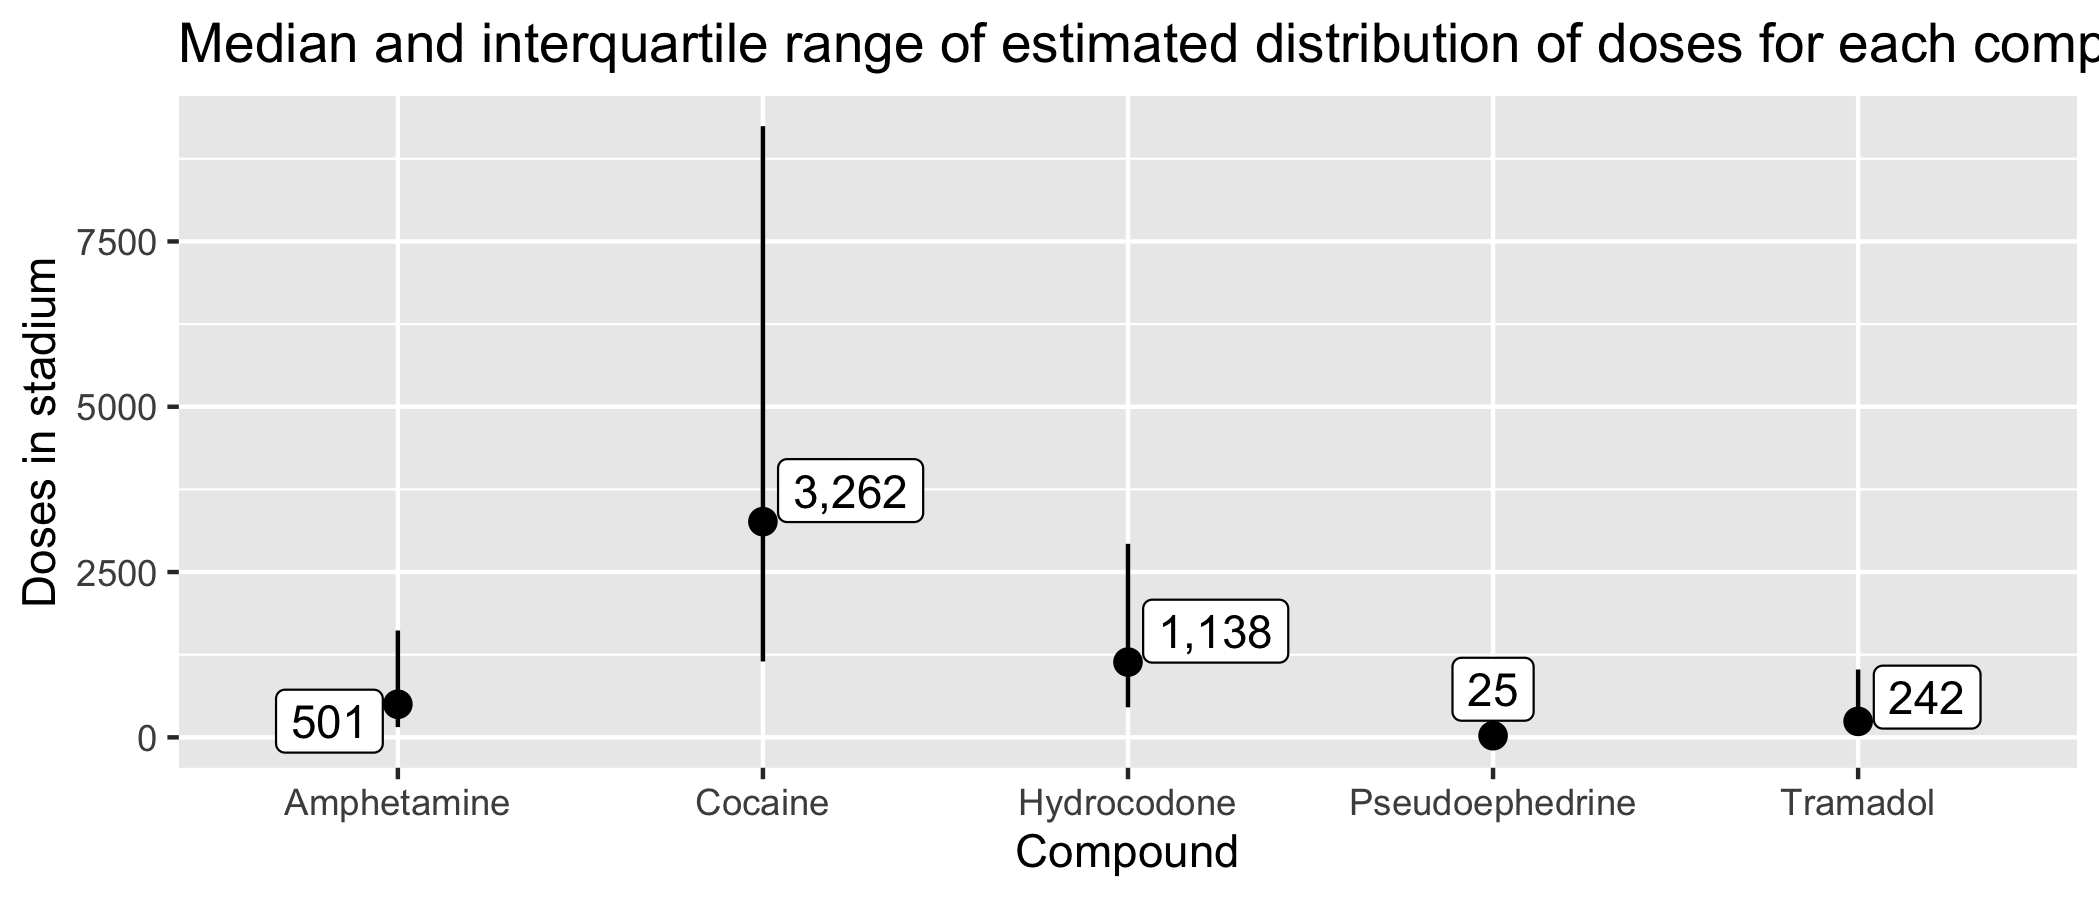 Median and interquartile range of estimated distribution of doses for each comp
Doses in stadium
7500
5000
2500
0
501
3,262
1,138
25
242
Amphetamine Cocaine Hydrocodone Pseudoephedrine Tramadol
Compound